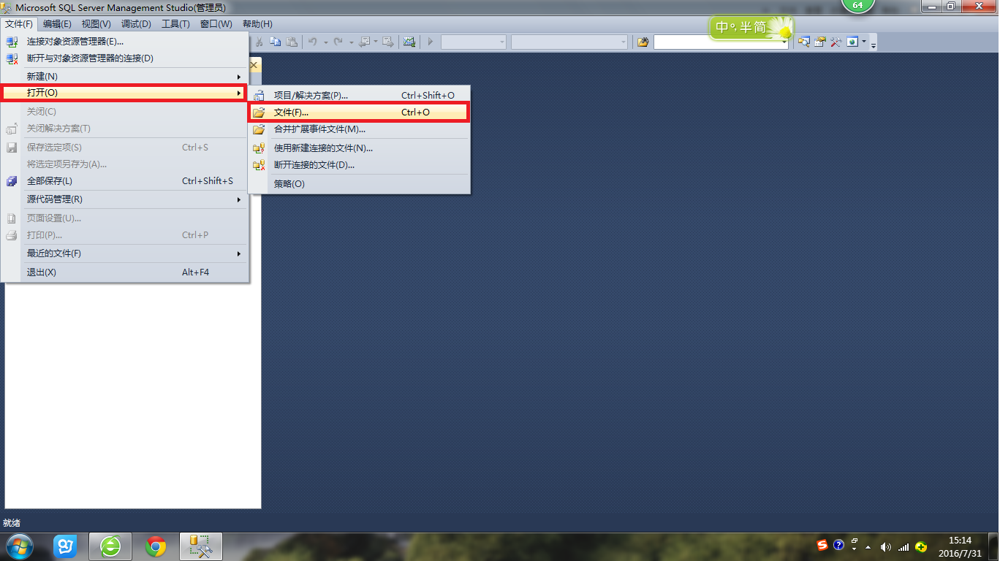 Microsoft SQL Server Management Studio(管理员)
64
文件(F) 编辑(E) 视图(V) 调试(D) 工具(T) 窗口(W) 帮助(H)
中 半 简
连接对象资源管理器(E)...
断开与对象资源管理器的连接(D)
新建(N)
打开(O)
关闭(C)
关闭解决方案(T)
保存选定项(S) Ctrl+S
将选定项另存为(A)...
全部保存(L) Ctrl+Shift+S
源代码管理(R)
页面设置(U)...
打印(P)... Ctrl+P
最近的文件(F)
退出(X) Alt+F4
项目/解决方案(P)... Ctrl+Shift+O
文件(F)... Ctrl+O
合并扩展事件文件(M)...
使用新建连接的文件(N)...
断开连接的文件(D)...
策略(O)
就绪
15:14
2016/7/31